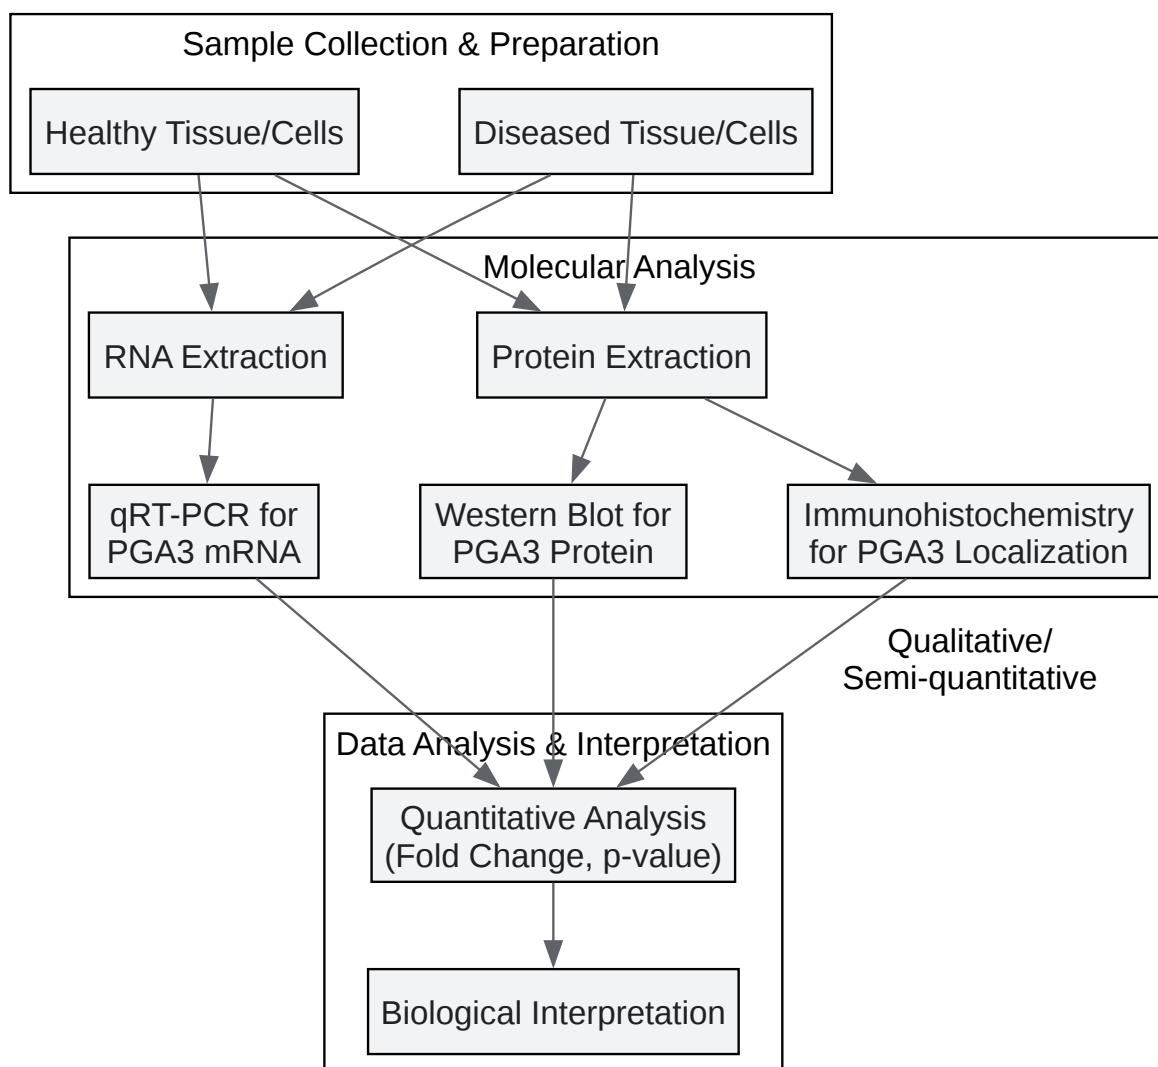 Sample Collection & Preparation
Healthy Tissue/Cells
Diseased Tissue/Cells
Molecular Analysis
RNA Extraction
Protein Extraction
qRT-PCR for
PGA3 mRNA
Western Blot for
PGA3 Protein
Immunohistochemistry
for PGA3 Localization
Qualitative/
Semi-quantitative
Data Analysis & Interpretation
Quantitative Analysis
(Fold Change, p-value)
Biological Interpretation